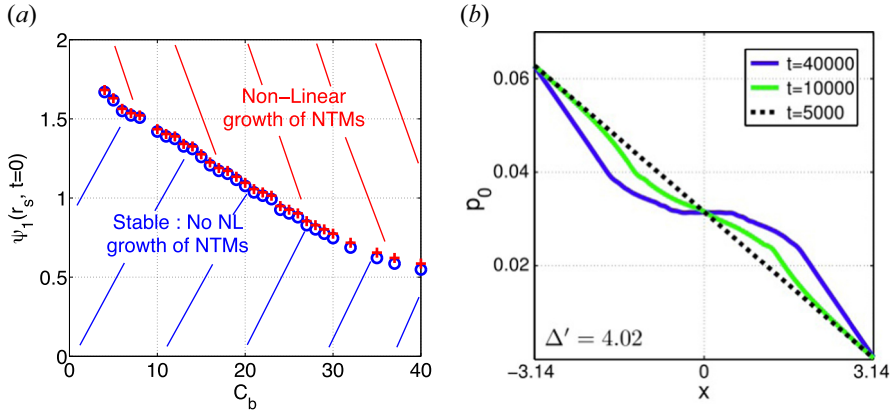 (a)
2
1.5
1
0.5
0
ψ1(rs, t=0)
Non-Linear
growth of NTMs
Stable : No NL
growth of NTMs
0
10
20
30
40
Cb
(b)
0.06
0.04
0.02
p0
t=40000
t=10000
t=5000
Δ′ = 4.02
−3.14
0
3.14
x